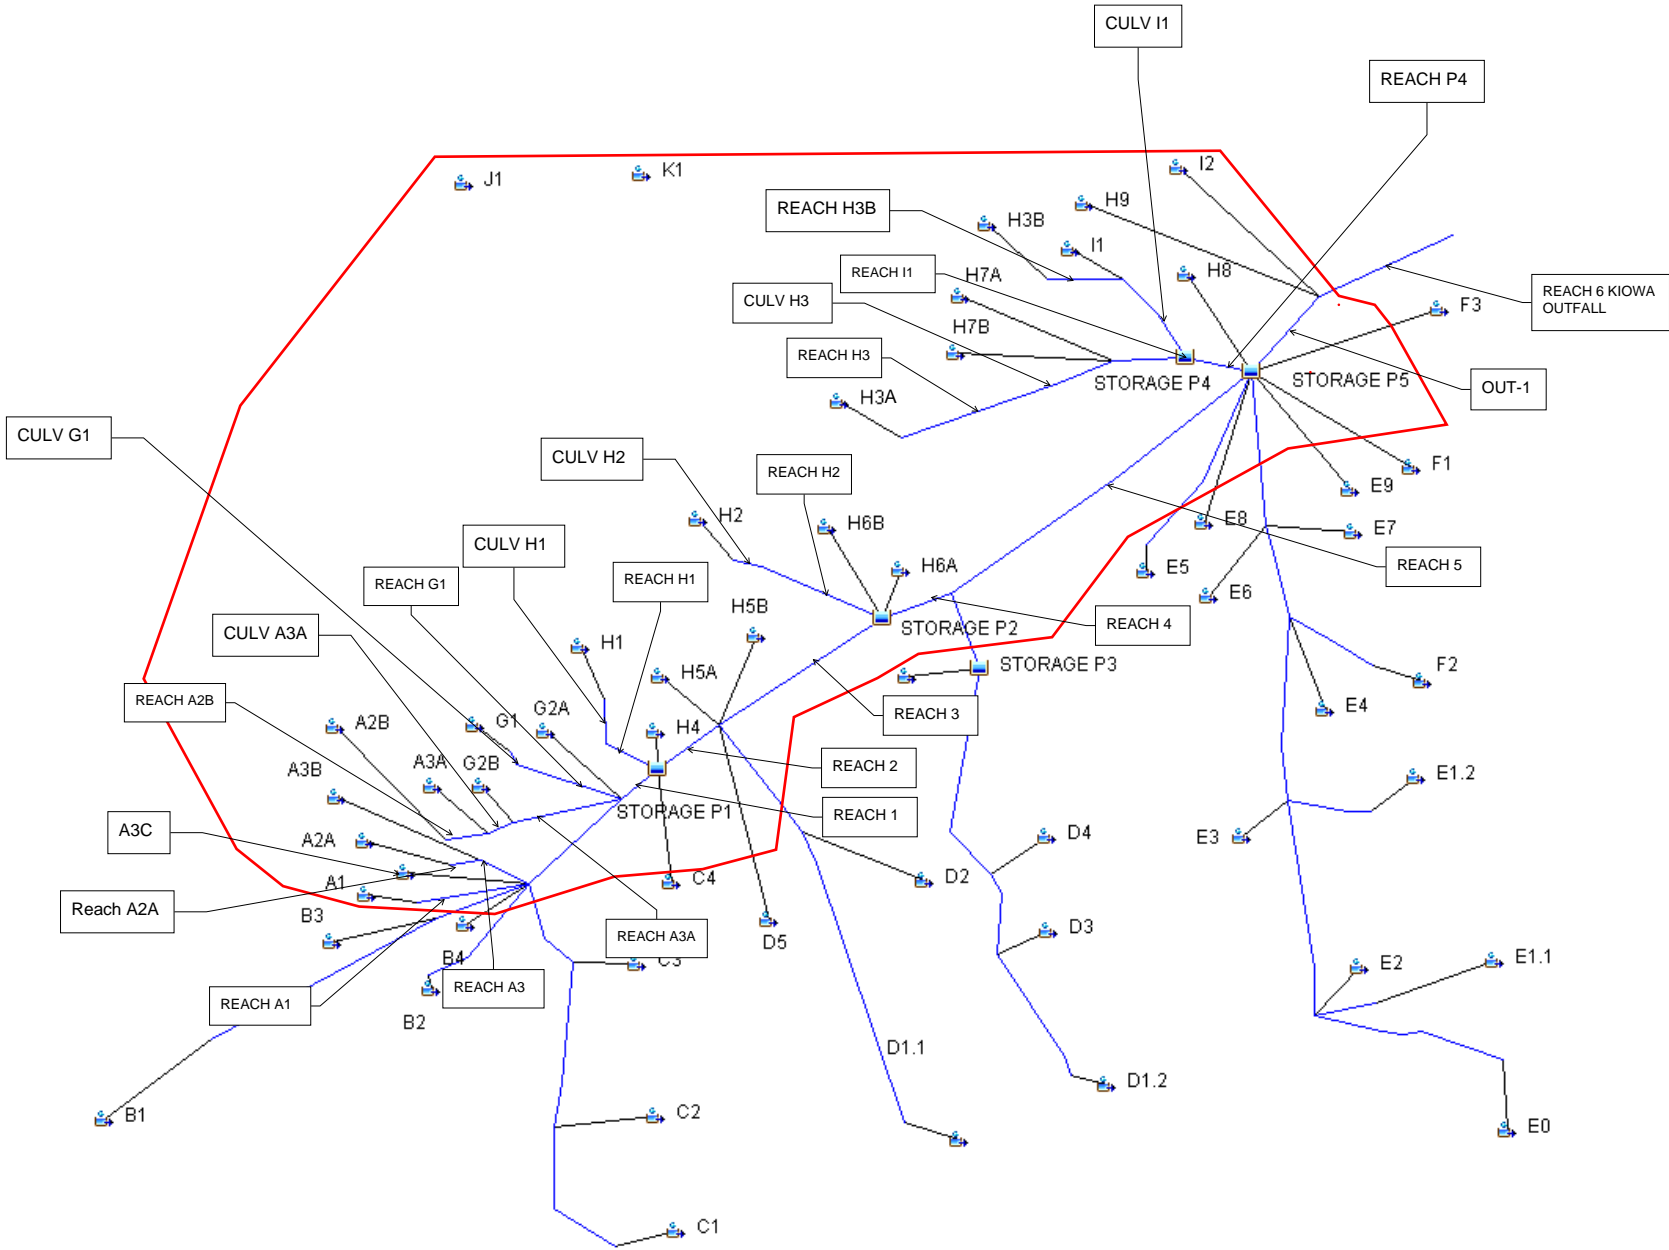 CULV I1
REACH P4
I2
K1
J1
H9
REACH H3B
H3B
I1
H8
REACH I1
H7A
CULV H3
REACH 6 KIOWA
OUTFALL
F3
H7B
REACH H3
STORAGE P4
STORAGE P5
OUT-1
H3A
CULV G1
CULV H2
REACH H2
F1
E9
H2
H6B
E8
E7
CULV H1
REACH G1
REACH H1
H6A
E5
REACH 5
E6
CULV A3A
H5B
STORAGE P2
REACH 4
H1
STORAGE P3
F2
H5A
REACH A2B
A2B
G1
G2A
H4
REACH 3
E4
A3B
A3A
G2B
REACH 2
STORAGE P1
REACH 1
E1.2
A3C
A2A
E3
D4
A1
C4
D2
Reach A2A
B3
D5
D3
REACH A3A
B4
C3
E2
E1.1
REACH A1
REACH A3
B2
D1.1
D1.2
B1
C2
E0
C1